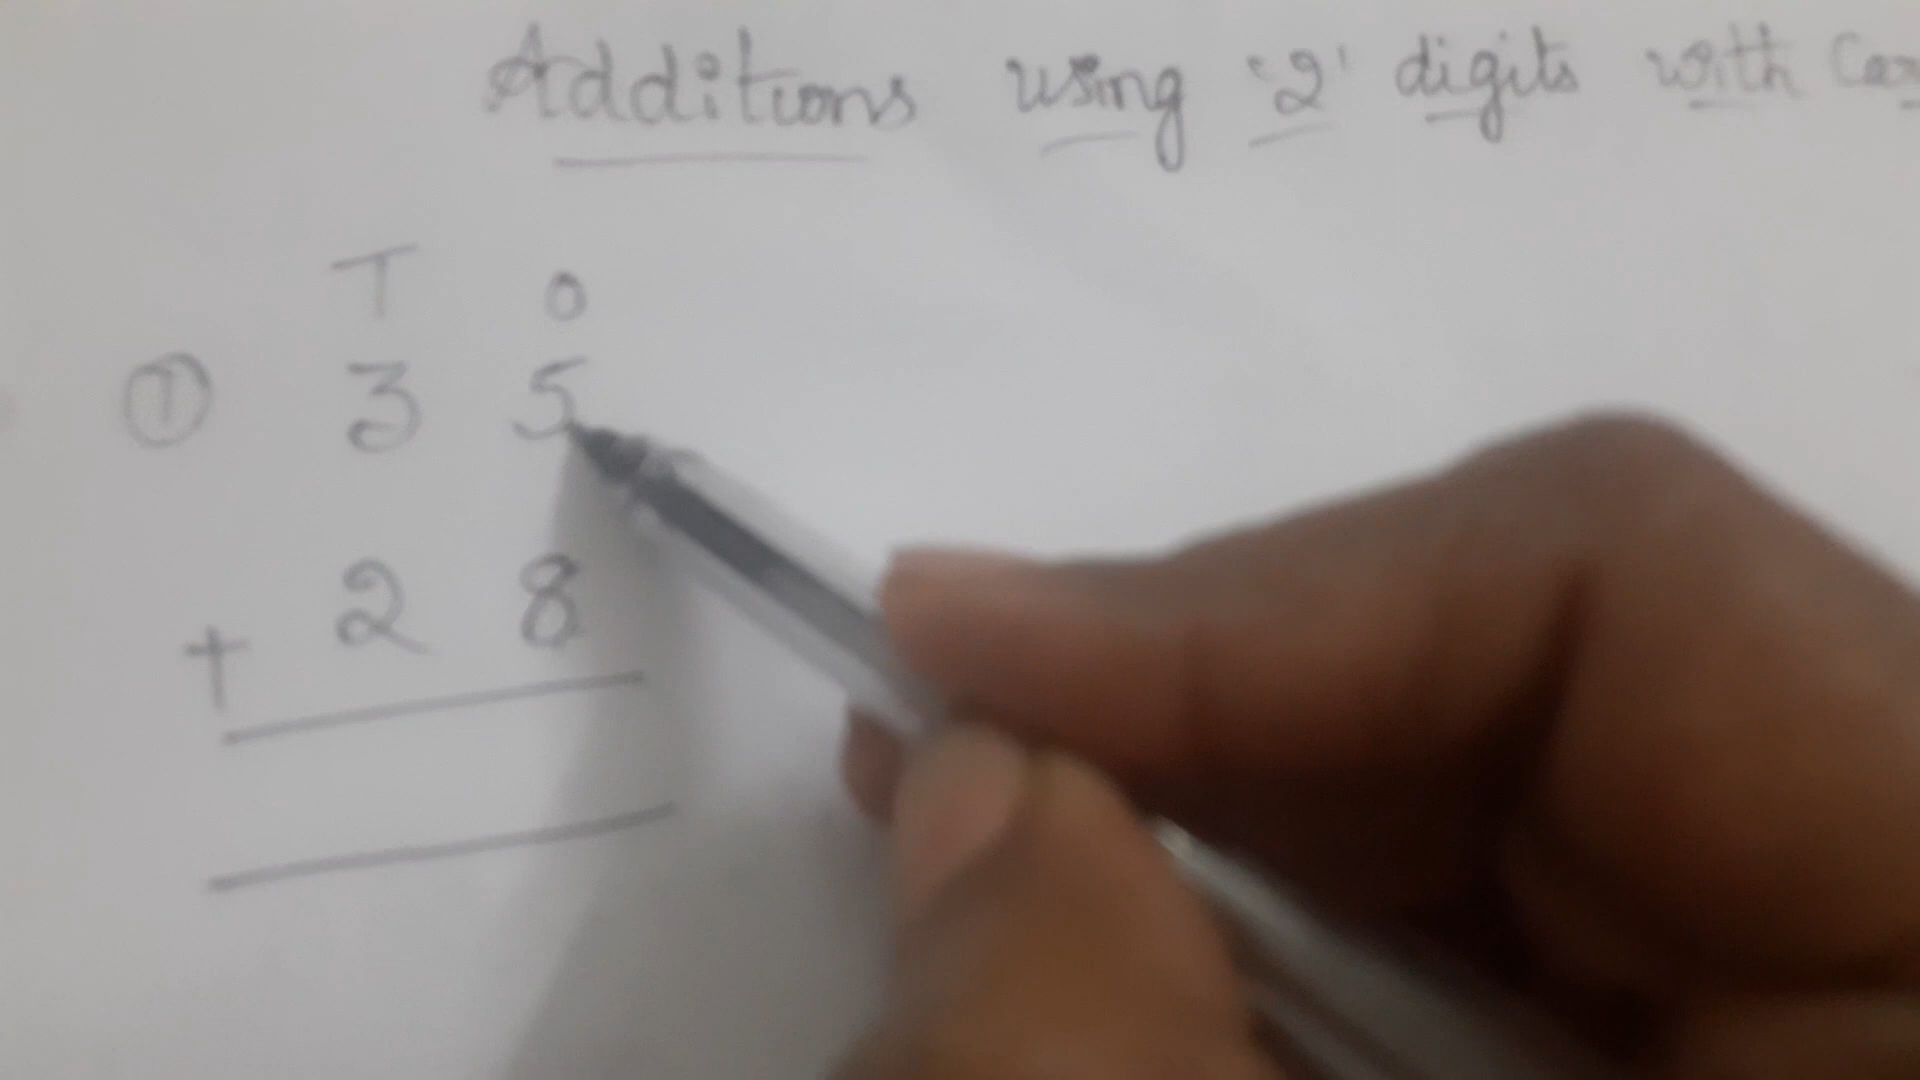 Additions using '2' digits with
T O
① 3 5
+ 2 8